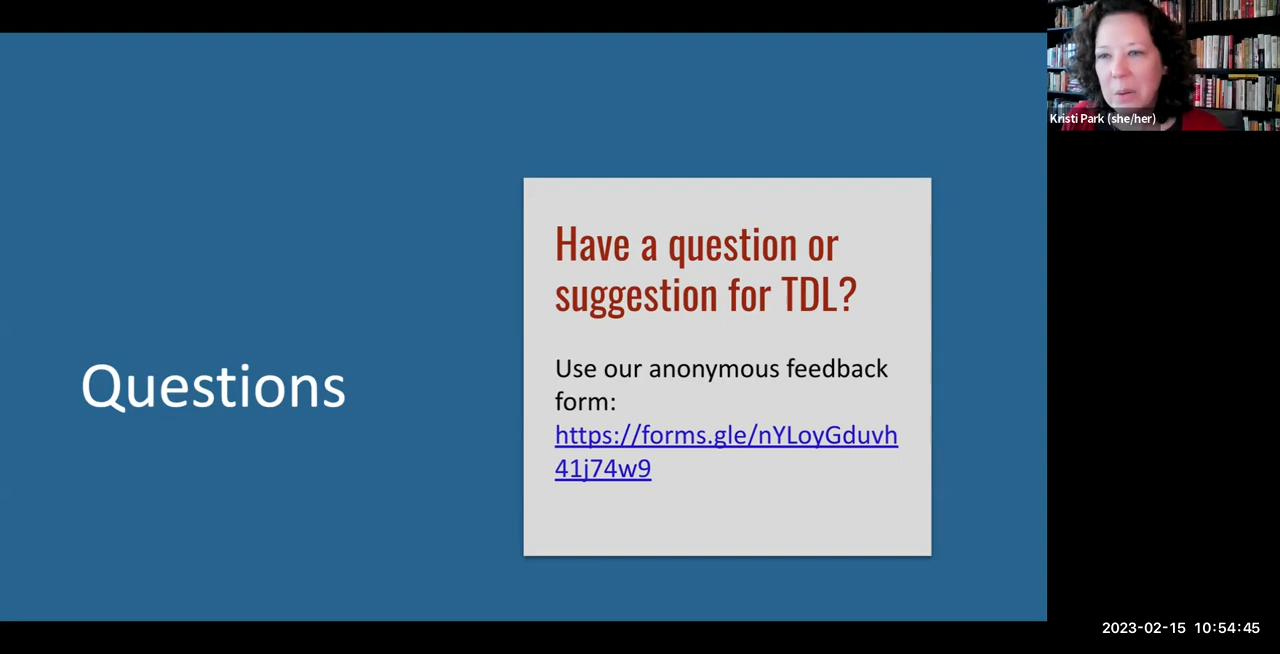 Kristi Park (she/her)
Have a question or
suggestion for TDL?
Use our anonymous feedback
form:
https://forms.gle/nYLoyGduvh
41j74w9
Questions
2023-02-15 10:54:45